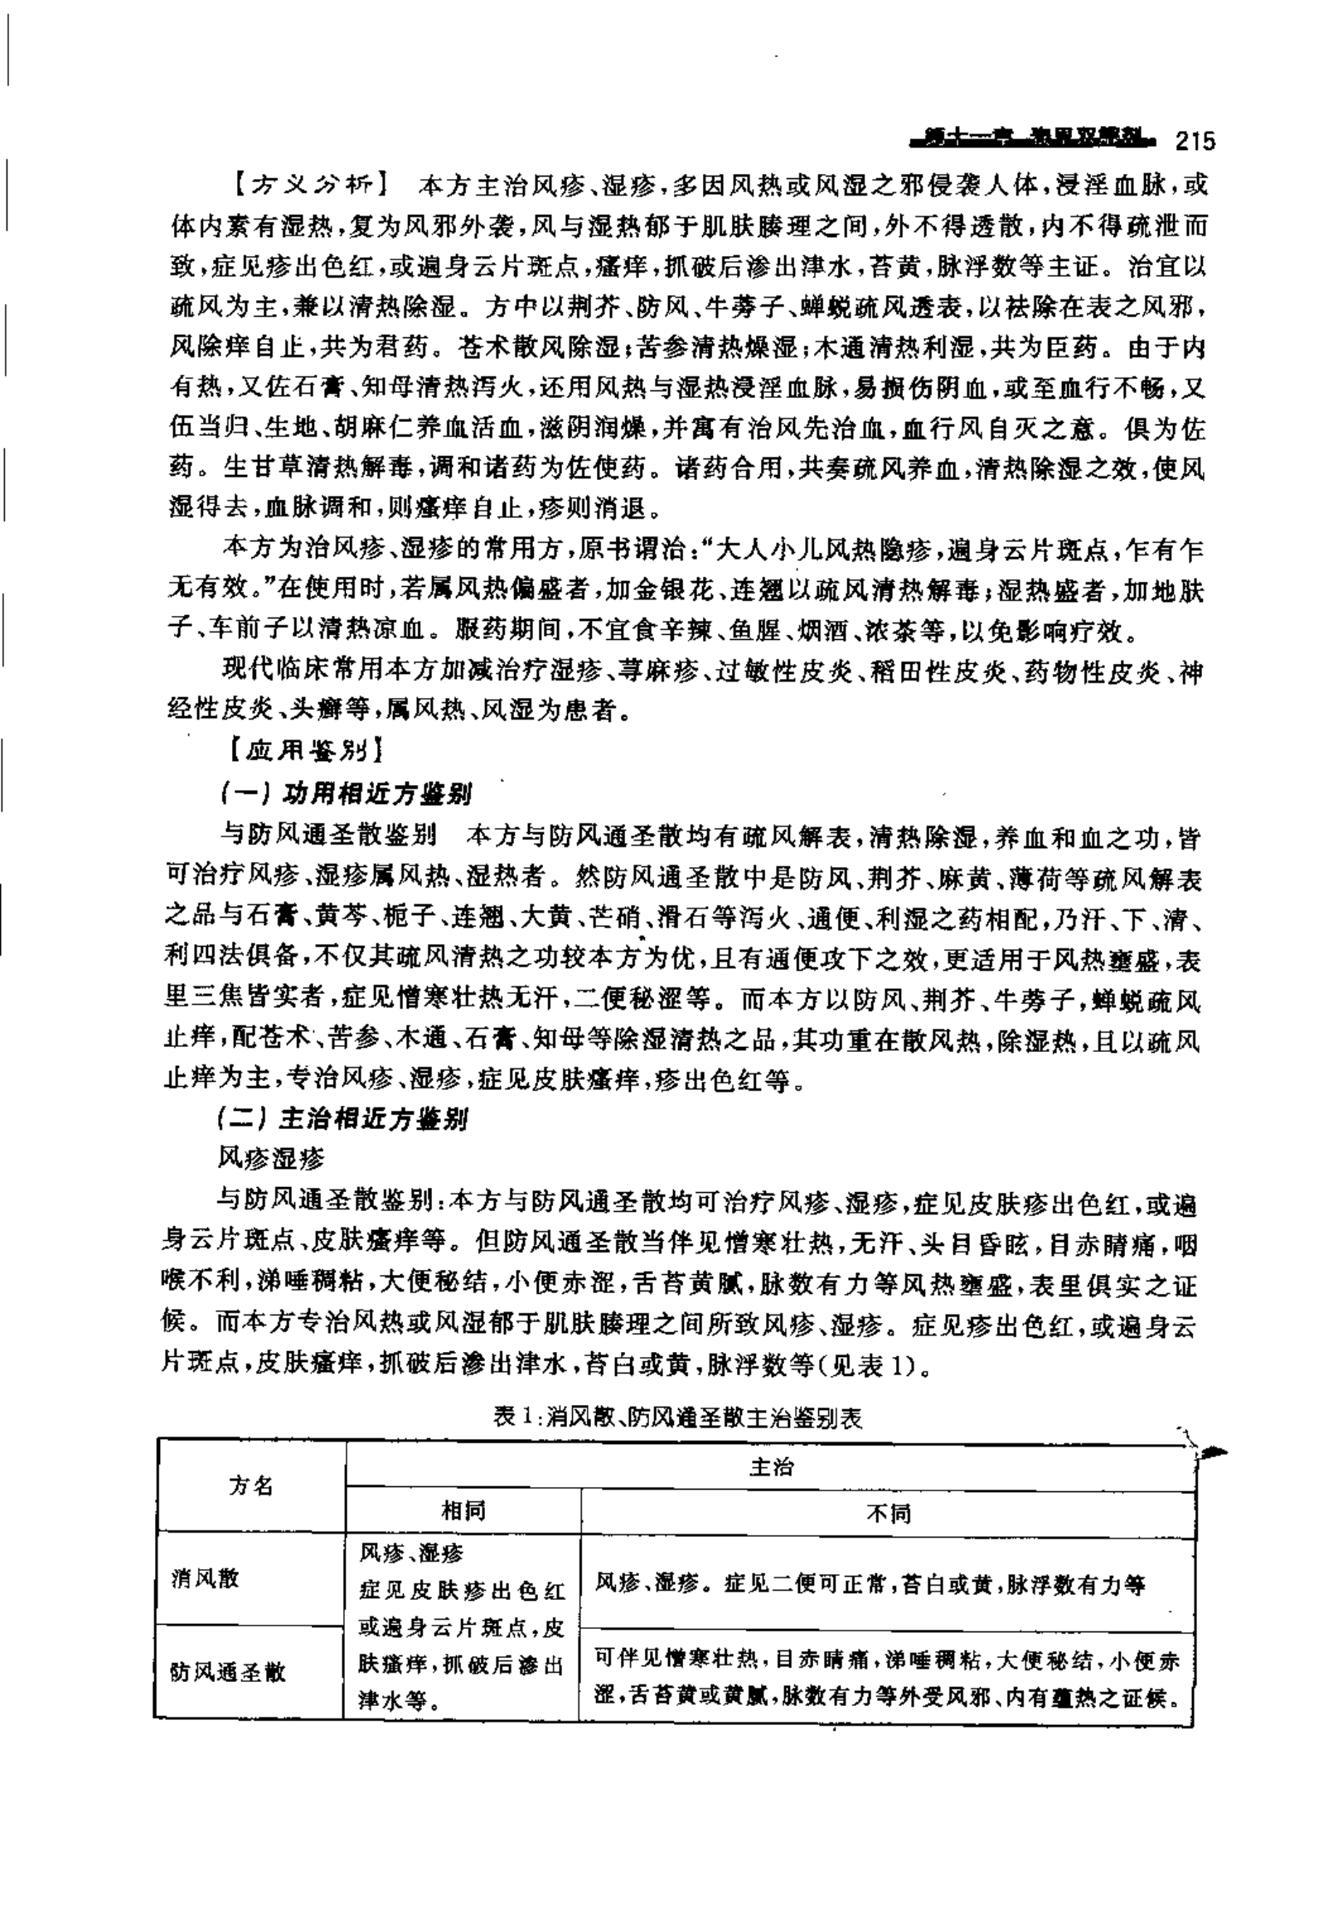 第十一章 表里双解剂 215
【方义分析】 本方主治风疹、湿疹,多因风热或风湿之邪侵袭人体,浸淫血脉,或
体内素有湿热,复为风邪外袭,风与湿热郁于肌肤腠理之间,外不得透散,内不得疏泄而
致,症见疹出色红,或遍身云片斑点,瘙痒,抓破后渗出津水,苔黄,脉浮数等主证。治宜以
疏风为主,兼以清热除湿。方中以荆芥、防风、牛蒡子、蝉蜕疏风透表,以祛除在表之风邪,
风除痒自止,共为君药。苍术散风除湿;苦参清热燥湿;木通清热利湿,共为臣药。由于内
有热,又佐石膏、知母清热泻火,还用风热与湿热浸淫血脉,易损伤阴血,或至血行不畅,又
伍当归、生地、胡麻仁养血活血,滋阴润燥,并寓有治风先治血,血行风自灭之意。俱为佐
药。生甘草清热解毒,调和诸药为佐使药。诸药合用,共奏疏风养血,清热除湿之效,使风
湿得去,血脉调和,则瘙痒自止,疹则消退。
本方为治风疹、湿疹的常用方,原书谓治:“大人小儿风热隐疹,遍身云片斑点,乍有乍
无有效。”在使用时,若属风热偏盛者,加金银花、连翘以疏风清热解毒;湿热盛者,加地肤
子、车前子以清热凉血。服药期间,不宜食辛辣、鱼腥、烟酒、浓茶等,以免影响疗效。
现代临床常用本方加减治疗湿疹、荨麻疹、过敏性皮炎、稻田性皮炎、药物性皮炎、神
经性皮炎、头癣等,属风热、风湿为患者。
【应用鉴别】
(一)功用相近方鉴别
与防风通圣散鉴别 本方与防风通圣散均有疏风解表,清热除湿,养血和血之功,皆
可治疗风疹、湿疹属风热、湿热者。然防风通圣散中是防风、荆芥、麻黄、薄荷等疏风解表
之品与石膏、黄芩、栀子、连翘、大黄、芒硝、滑石等泻火、通便、利湿之药相配,乃汗、下、清、
利四法俱备,不仅其疏风清热之功较本方为优,且有通便攻下之效,更适用于风热壅盛,表
里三焦皆实者,症见憎寒壮热无汗,二便秘涩等。而本方以防风、荆芥、牛蒡子,蝉蜕疏风
止痒,配苍术、苦参、木通、石膏、知母等除湿清热之品,其功重在散风热,除湿热,且以疏风
止痒为主,专治风疹、湿疹,症见皮肤瘙痒,疹出色红等。
(二)主治相近方鉴别
风疹湿疹
与防风通圣散鉴别:本方与防风通圣散均可治疗风疹、湿疹,症见皮肤疹出色红,或遍
身云片斑点、皮肤瘙痒等。但防风通圣散当伴见憎寒壮热,无汗、头目昏眩,目赤睛痛,咽
喉不利,涕唾稠粘,大便秘结,小便赤涩,舌苔黄腻,脉数有力等风热壅盛,表里俱实之证
候。而本方专治风热或风湿郁于肌肤腠理之间所致风疹、湿疹。症见疹出色红,或遍身云
片斑点,皮肤瘙痒,抓破后渗出津水,苔白或黄,脉浮数等(见表1)。
表1:消风散、防风通圣散主治鉴别表
方名
主治
相同
不同
消风散
风疹、湿疹
症见皮肤疹出色红
或遍身云片斑点,皮
肤瘙痒,抓破后渗出
津水等。
风疹、湿疹。症见二便可正常,苔白或黄,脉浮数有力等
防风通圣散
可伴见憎寒壮热,目赤睛痛,涕唾稠粘,大便秘结,小便赤
涩,舌苔黄或黄腻,脉数有力等外受风邪、内有蕴热之证候。